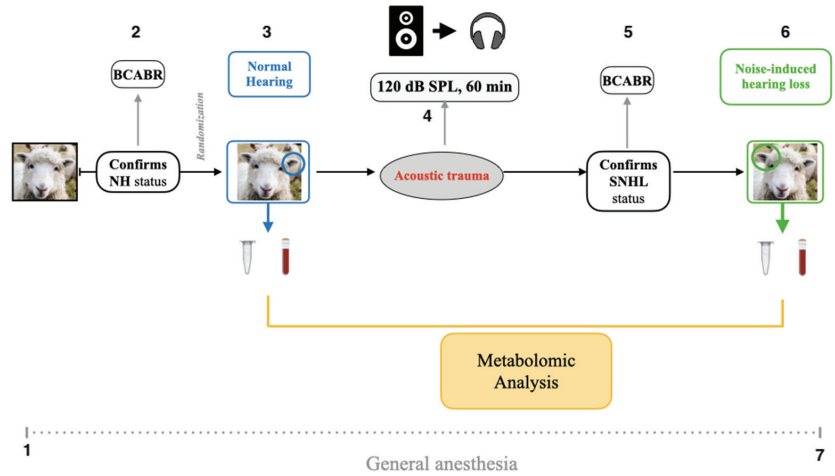 2
3
5
6
BCABR
Normal
Hearing
120 dB SPL, 60 min
4
BCABR
Noise-induced
hearing loss
Randomization
Confirms
NH status
Acoustic trauma
Confirms
SNHL
status
Metabolomic
Analysis
1
7
General anesthesia